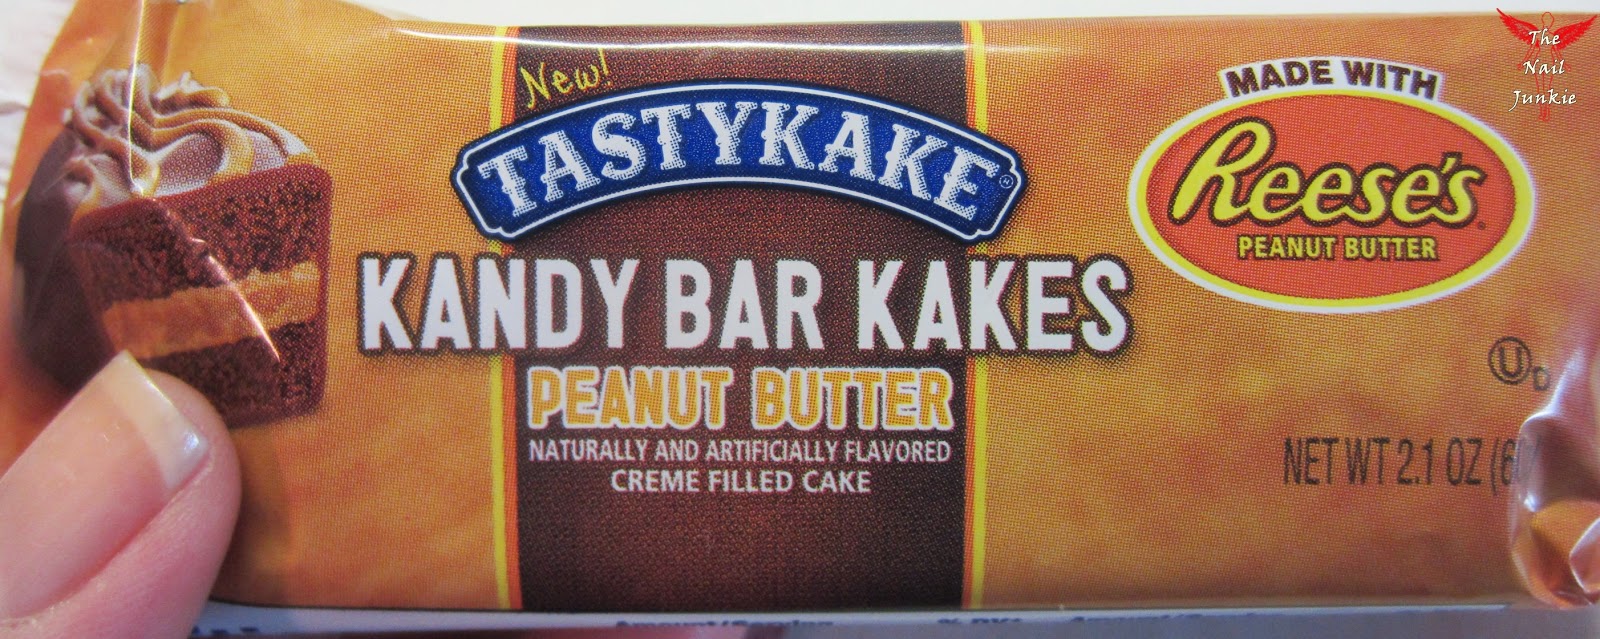 New!
TASTYKAKE®
KANDY BAR KAKES
PEANUT BUTTER
NATURALLY AND ARTIFICIALLY FLAVORED
CREME FILLED CAKE
MADE WITH
Reese's
PEANUT BUTTER
U D
NET WT 2.1 OZ
The
Nail
Junkie